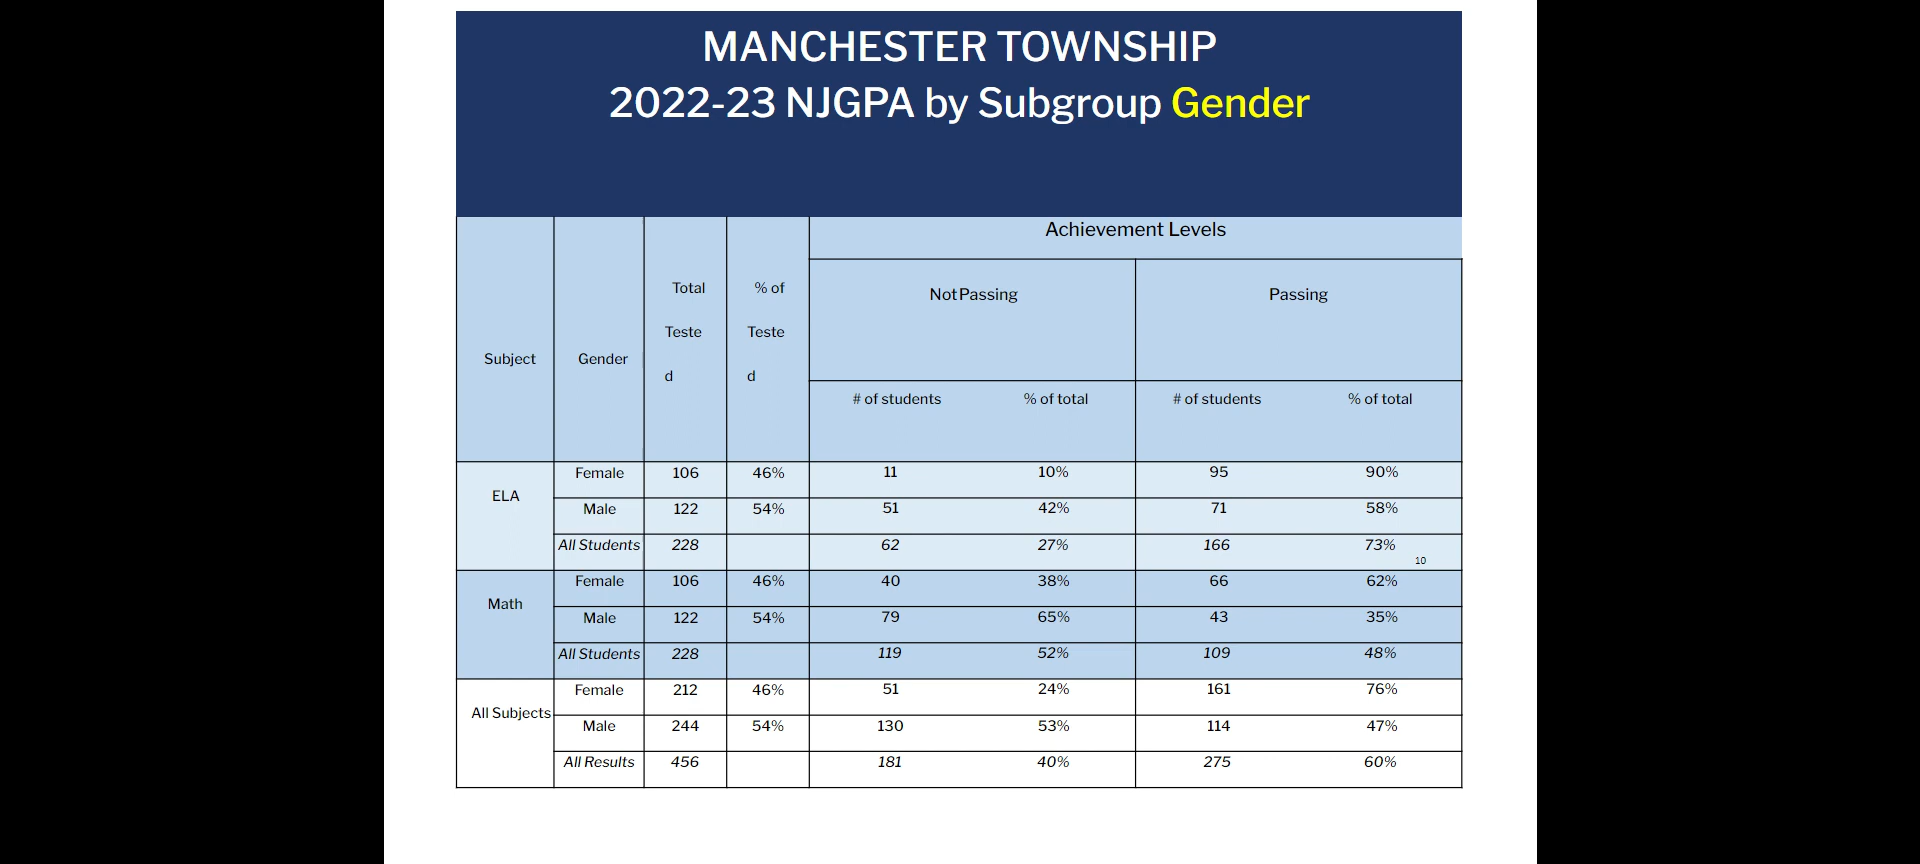 MANCHESTER TOWNSHIP
2022-23 NJGPA by Subgroup Gender
Achievement Levels
Subject Gender Total Teste d % of Teste d Not Passing Passing
# of students % of total # of students % of total
ELA
Female 106 46% 11 10% 95 90%
Male 122 54% 51 42% 71 58%
All Students 228 62 27% 166 73%
10
Math
Female 106 46% 40 38% 66 62%
Male 122 54% 79 65% 43 35%
All Students 228 119 52% 109 48%
All Subjects
Female 212 46% 51 24% 161 76%
Male 244 54% 130 53% 114 47%
All Results 456 181 40% 275 60%